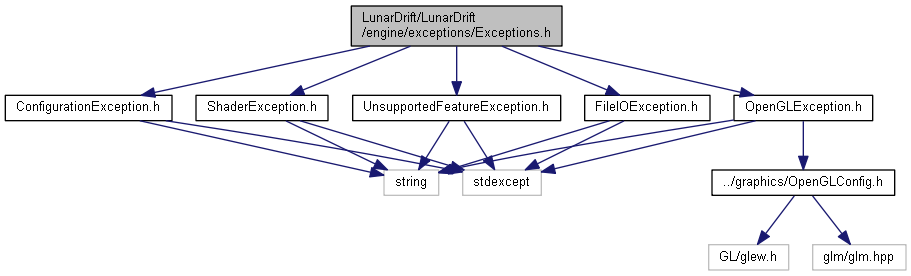 LunarDrift/LunarDrift
/engine/exceptions/Exceptions.h
ConfigurationException.h
ShaderException.h
UnsupportedFeatureException.h
FileIOException.h
OpenGLException.h
string
stdexcept
../graphics/OpenGLConfig.h
GL/glew.h
glm/glm.hpp